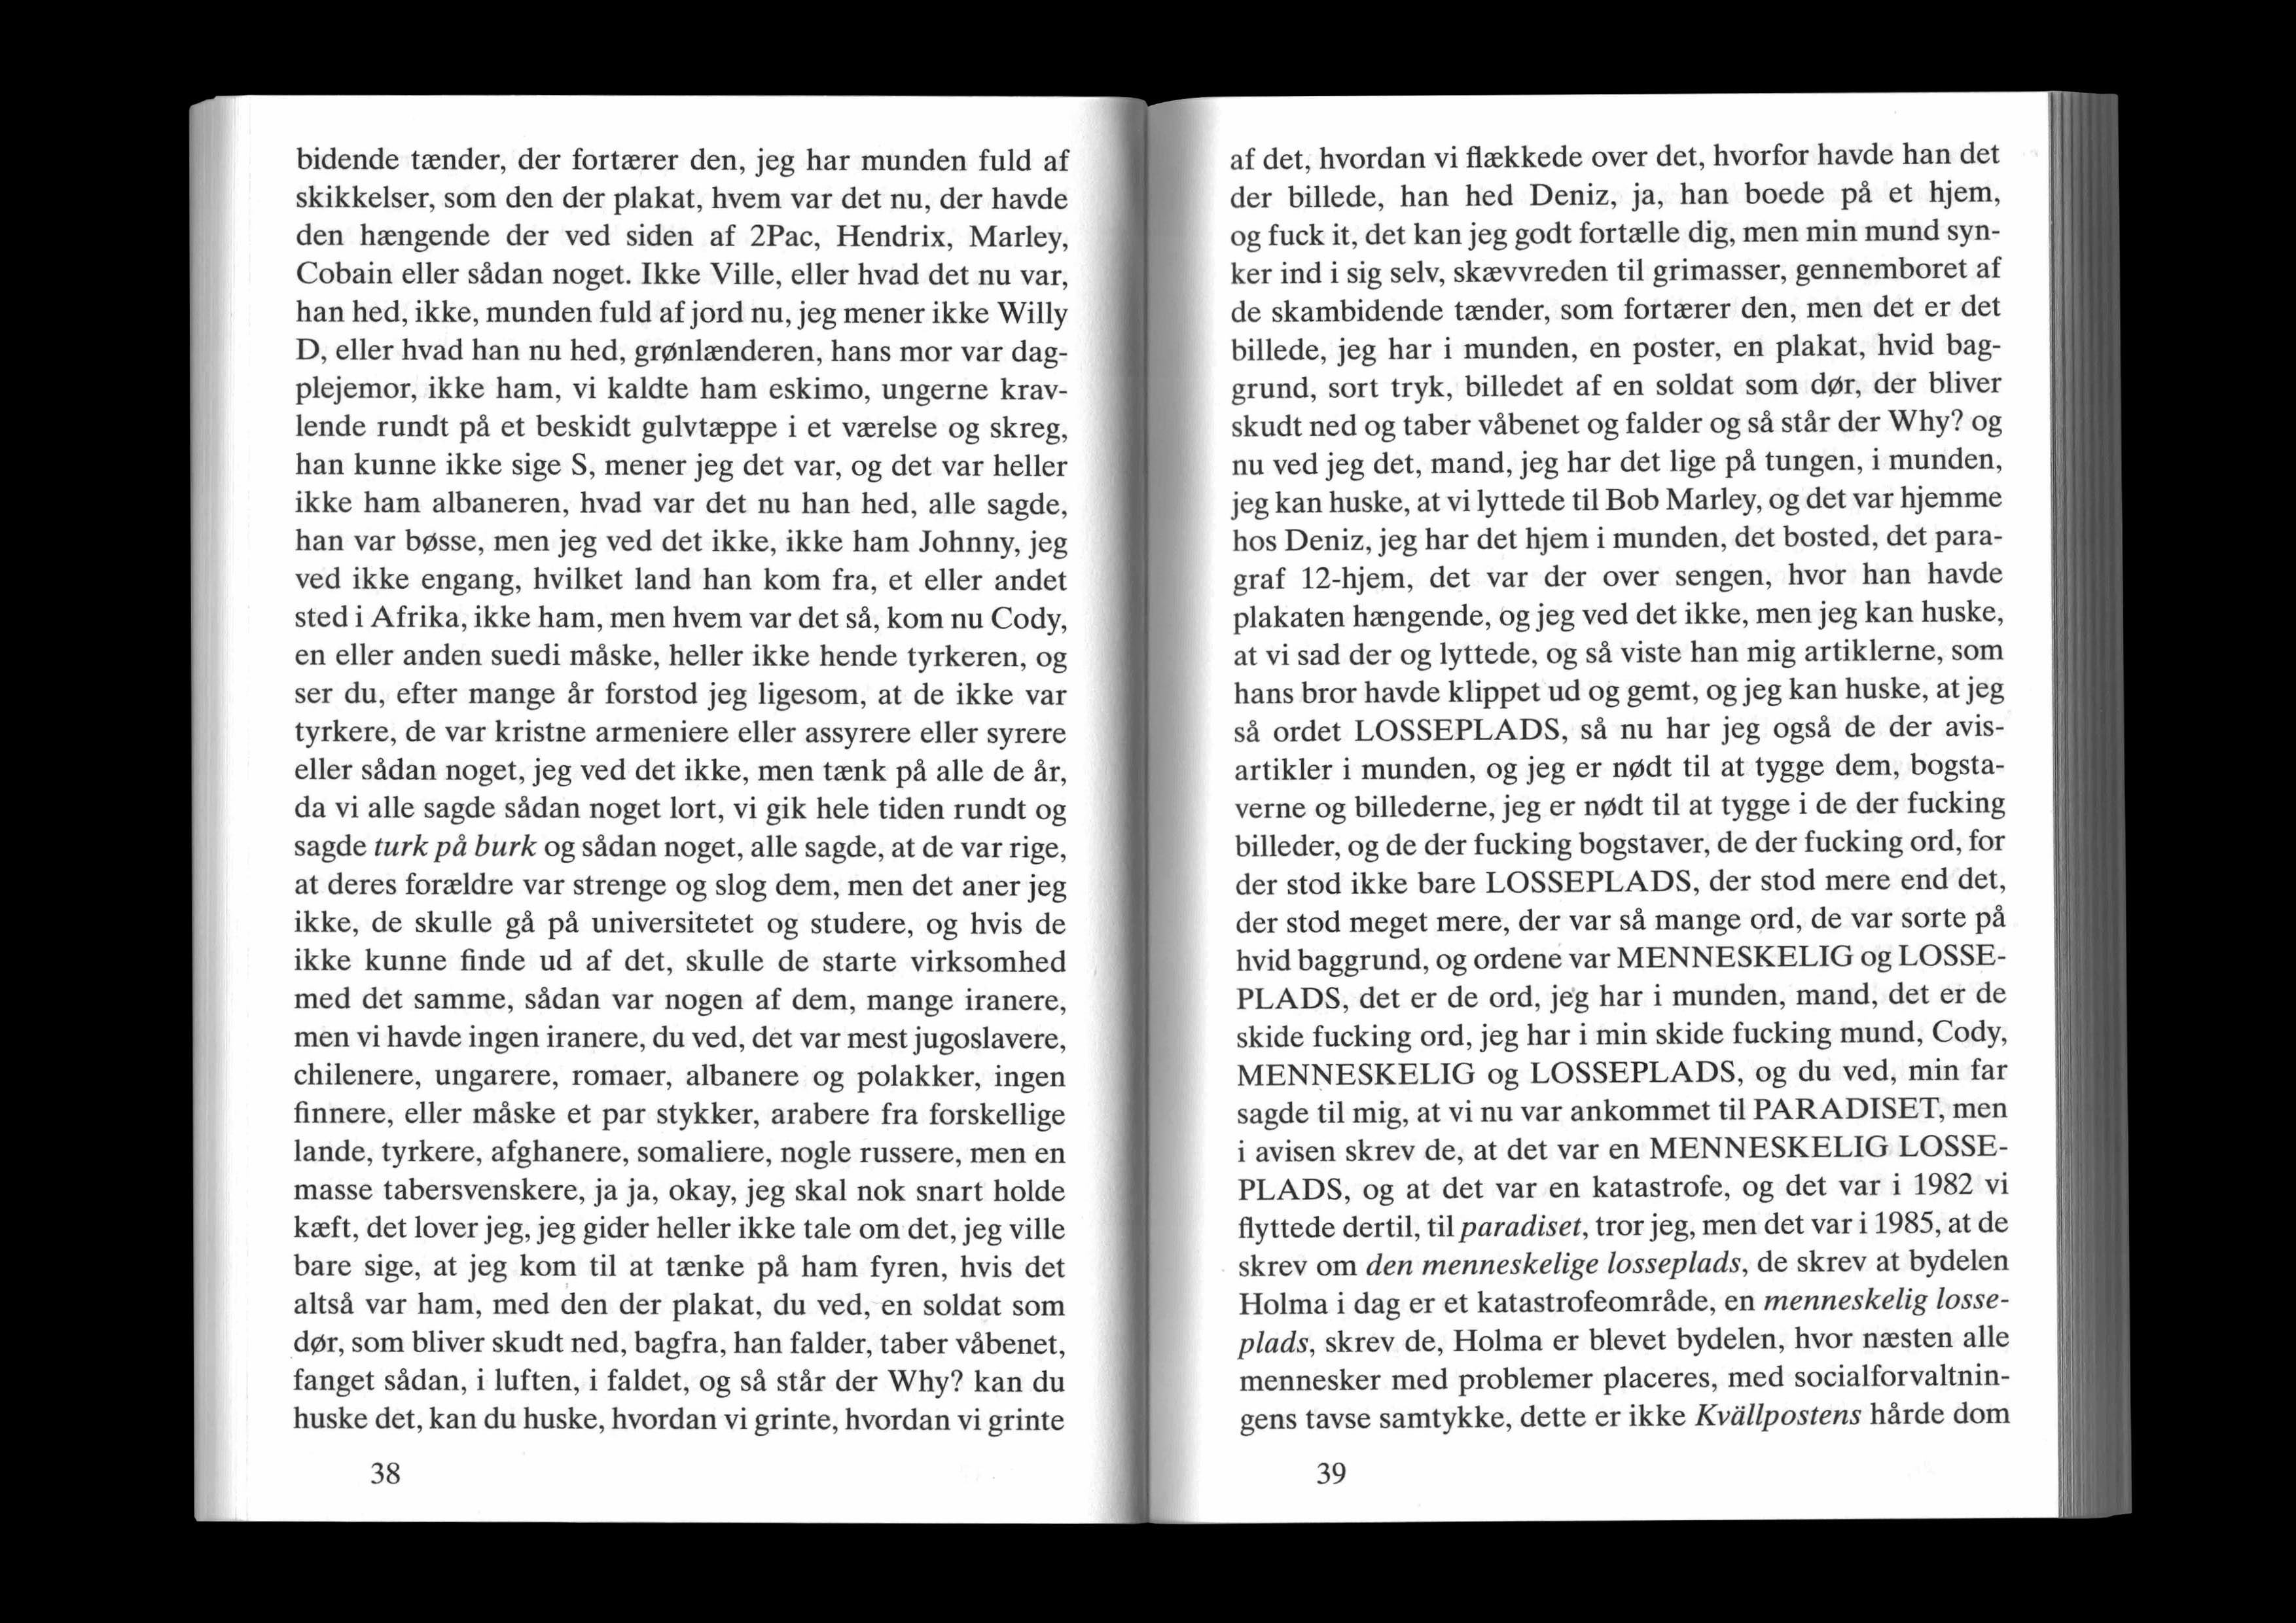 bidende tænder, der fortærer den, jeg har munden fuld af
skikkelser, som den der plakat, hvem var det nu, der havde
den hængende der ved siden af 2Pac, Hendrix, Marley,
Cobain eller sådan noget. Ikke Ville, eller hvad det nu var,
han hed, ikke, munden fuld af jord nu, jeg mener ikke Willy
D, eller hvad han nu hed, grønlænderen, hans mor var dag-
plejemor, ikke ham, vi kaldte ham eskimo, ungerne krav-
lende rundt på et beskidt gulvtæppe i et værelse og skreg,
han kunne ikke sige S, mener jeg det var, og det var heller
ikke ham albaneren, hvad var det nu han hed, alle sagde,
han var bøsse, men jeg ved det ikke, ikke ham Johnny, jeg
ved ikke engang, hvilket land han kom fra, et eller andet
sted i Afrika, ikke ham, men hvem var det så, kom nu Cody,
en eller anden suedi måske, heller ikke hende tyrkeren, og
ser du, efter mange år forstod jeg ligesom, at de ikke var
tyrkere, de var kristne armeniere eller assyrere eller syrere
eller sådan noget, jeg ved det ikke, men tænk på alle de år,
da vi alle sagde sådan noget lort, vi gik hele tiden rundt og
sagde turk på burk og sådan noget, alle sagde, at de var rige,
at deres forældre var strenge og slog dem, men det aner jeg
ikke, de skulle gå på universitetet og studere, og hvis de
ikke kunne finde ud af det, skulle de starte virksomhed
med det samme, sådan var nogen af dem, mange iranere,
men vi havde ingen iranere, du ved, det var mest jugoslavere,
chilenere, ungarere, romaer, albanere og polakker, ingen
finnere, eller måske et par stykker, arabere fra forskellige
lande, tyrkere, afghanere, somaliere, nogle russere, men en
masse tabersvenskere, ja ja, okay, jeg skal nok snart holde
kæft, det lover jeg, jeg gider heller ikke tale om det, jeg ville
bare sige, at jeg kom til at tænke på ham fyren, hvis det
altså var ham, med den der plakat, du ved, en soldat som
dør, som bliver skudt ned, bagfra, han falder, taber våbenet,
fanget sådan, i luften, i faldet, og så står der Why? kan du
huske det, kan du huske, hvordan vi grinte, hvordan vi grinte
38
af det, hvordan vi flækkede over det, hvorfor havde han det
der billede, han hed Deniz, ja, han boede på et hjem,
og fuck it, det kan jeg godt fortælle dig, men min mund syn-
ker ind i sig selv, skævvreden til grimasser, gennemboret af
de skambidende tænder, som fortærer den, men det er det
billede, jeg har i munden, en poster, en plakat, hvid bag-
grund, sort tryk, billedet af en soldat som dør, der bliver
skudt ned og taber våbenet og falder og så står der Why? og
nu ved jeg det, mand, jeg har det lige på tungen, i munden,
jeg kan huske, at vi lyttede til Bob Marley, og det var hjemme
hos Deniz, jeg har det hjem i munden, det bosted, det para-
graf 12-hjem, det var der over sengen, hvor han havde
plakaten hængende, og jeg ved det ikke, men jeg kan huske,
at vi sad der og lyttede, og så viste han mig artiklerne, som
hans bror havde klippet ud og gemt, og jeg kan huske, at jeg
så ordet LOSSEPLADS, så nu har jeg også de der avis-
artikler i munden, og jeg er nødt til at tygge dem, bogsta-
verne og billederne, jeg er nødt til at tygge i de der fucking
billeder, og de der fucking bogstaver, de der fucking ord, for
der stod ikke bare LOSSEPLADS, der stod mere end det,
der stod meget mere, der var så mange ord, de var sorte på
hvid baggrund, og ordene var MENNESKELIG og LOSSE-
PLADS, det er de ord, jeg har i munden, mand, det er de
skide fucking ord, jeg har i min skide fucking mund, Cody,
MENNESKELIG og LOSSEPLADS, og du ved, min far
sagde til mig, at vi nu var ankommet til PARADISET, men
i avisen skrev de, at det var en MENNESKELIG LOSSE-
PLADS, og at det var en katastrofe, og det var i 1982 vi
flyttede dertil, til paradiset, tror jeg, men det var i 1985, at de
skrev om den menneskelige losseplads, de skrev at bydelen
Holma i dag er et katastrofeområde, en menneskelig losse-
plads, skrev de, Holma er blevet bydelen, hvor næsten alle
mennesker med problemer placeres, med socialforvaltnin-
gens tavse samtykke, dette er ikke Kvällpostens hårde dom
39